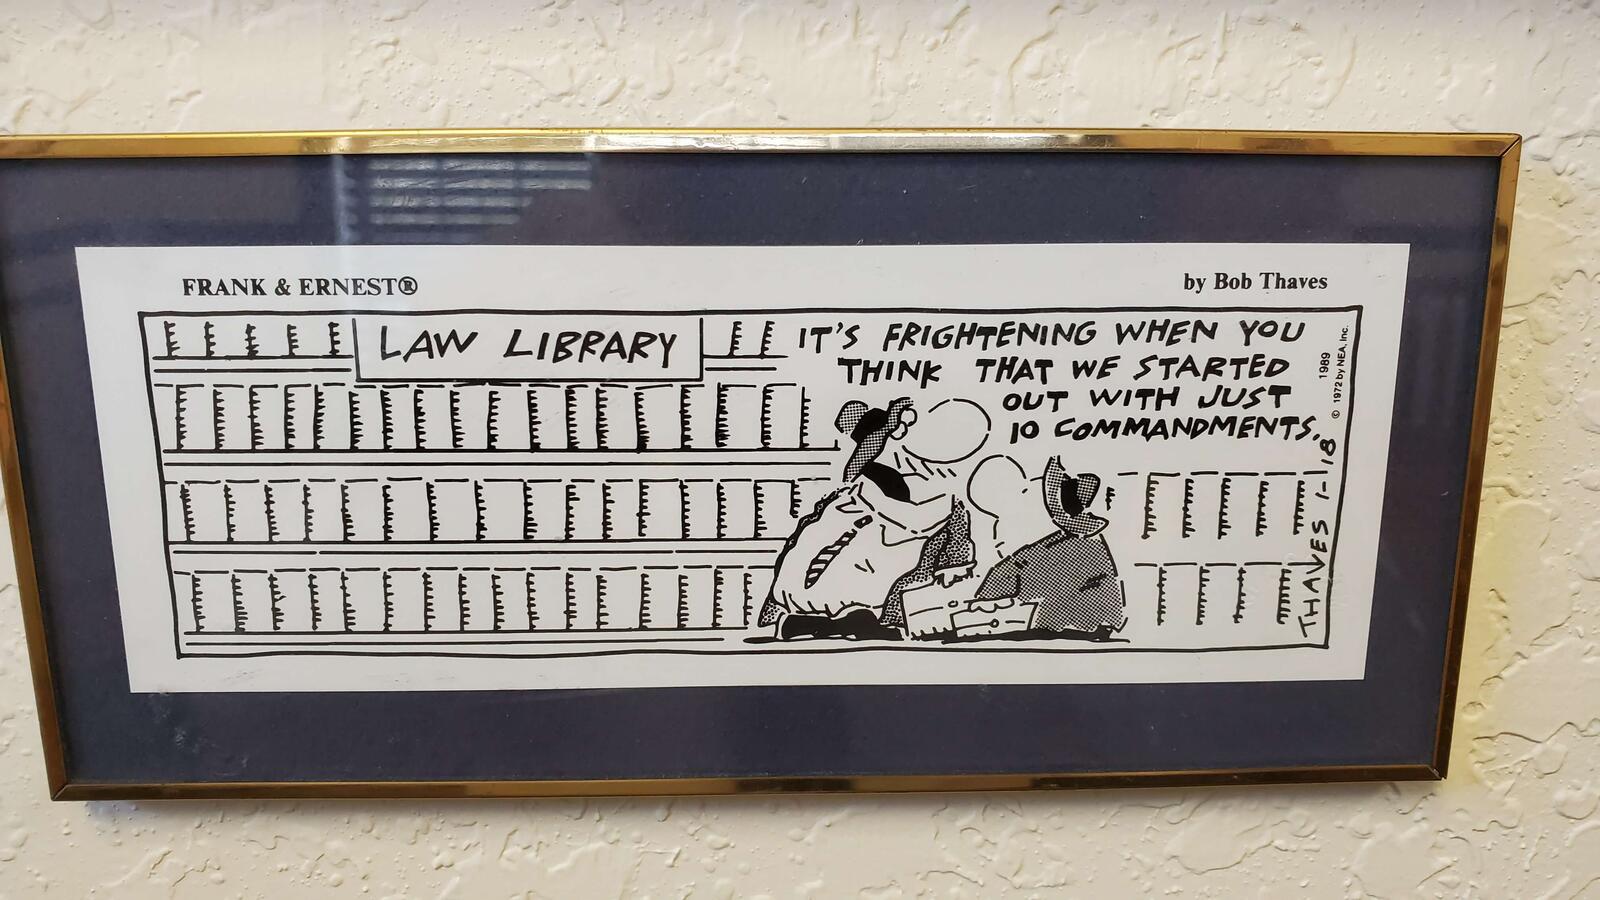 FRANK & ERNEST®
by Bob Thaves
LAW LIBRARY
IT'S FRIGHTENING WHEN YOU
THINK THAT WE STARTED
OUT WITH JUST
10 COMMANDMENTS.
1989
© 1972 by NEA, Inc.
THAVES 1-18